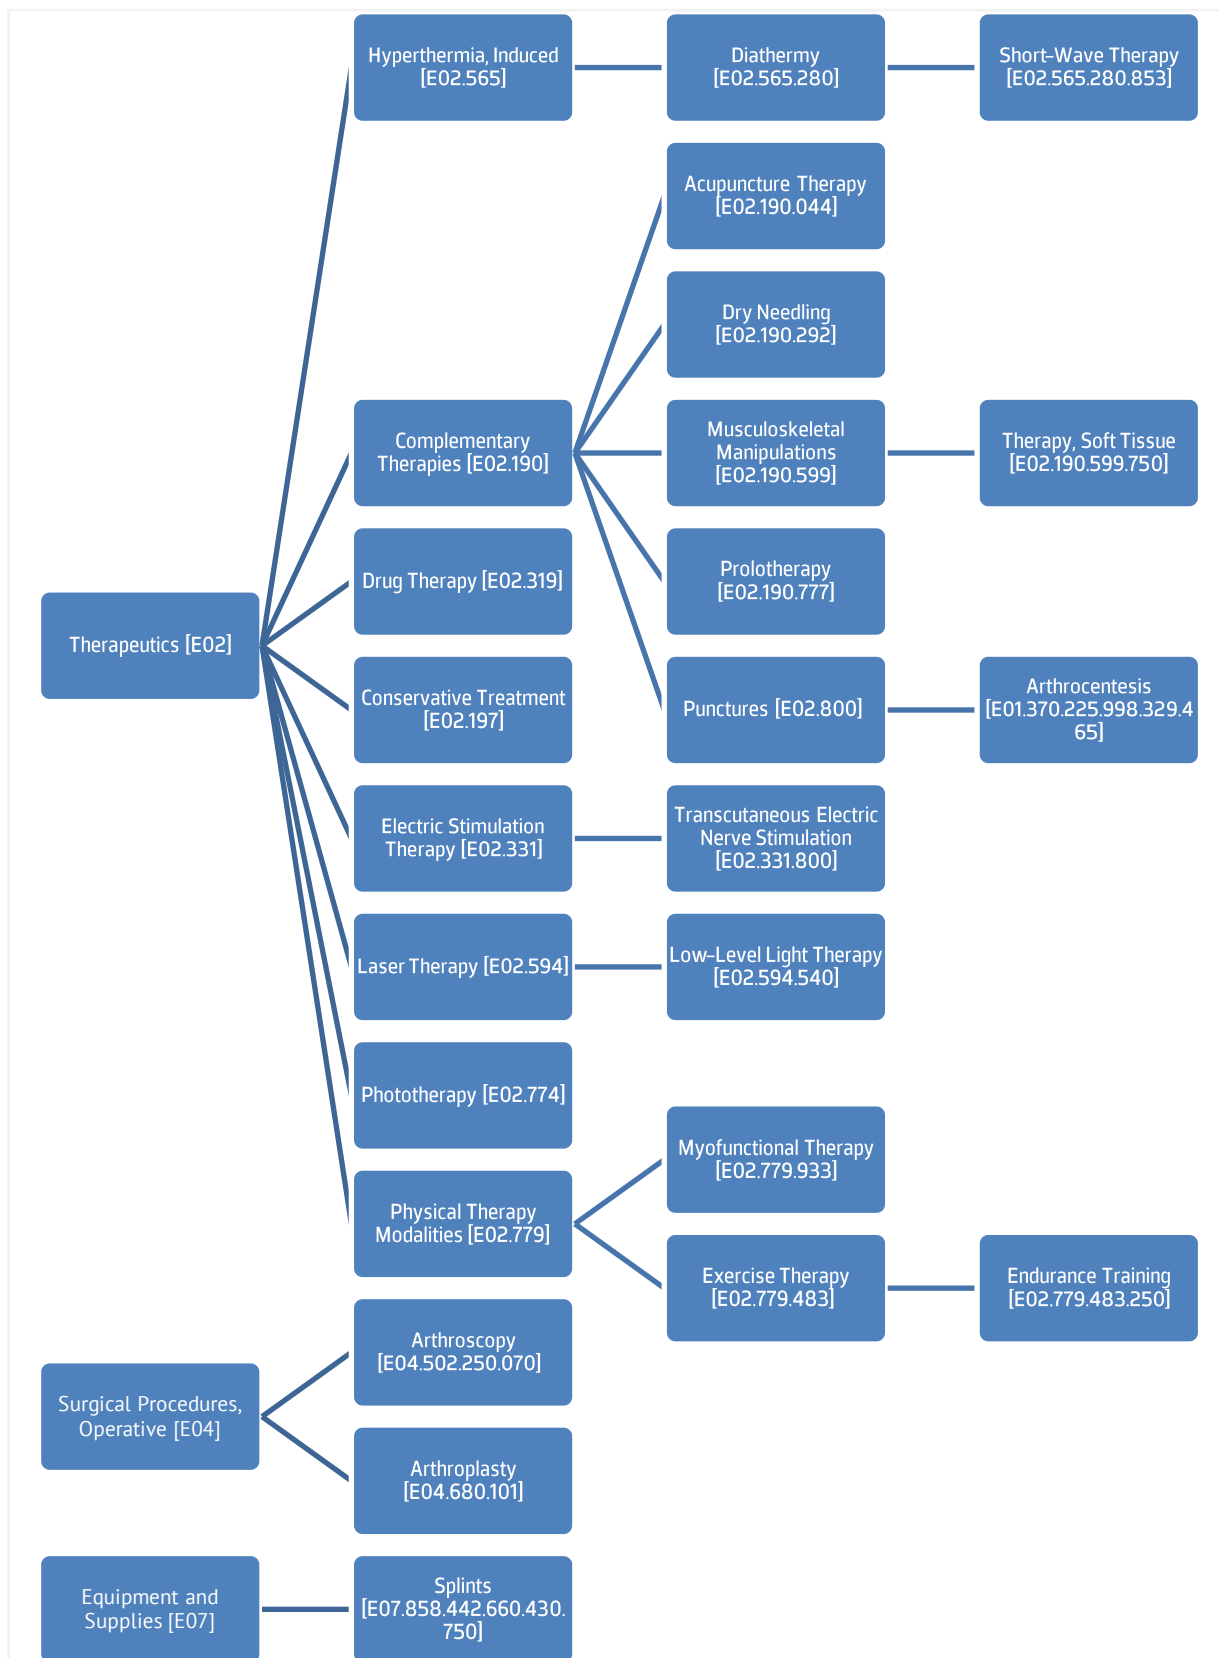 Hyperthermia, Induced
[E02.565]
Diathermy
[E02.565.280]
Short-Wave Therapy
[E02.565.280.853]
Acupuncture Therapy
[E02.190.044]
Dry Needling
[E02.190.292]
Complementary
Therapies [E02.190]
Musculoskeletal
Manipulations
[E02.190.599]
Therapy, Soft Tissue
[E02.190.599.750]
Drug Therapy [E02.319]
Prolotherapy
[E02.190.777]
Therapeutics [E02]
Conservative Treatment
[E02.197]
Punctures [E02.800]
Arthrocentesis
[E01.370.225.998.329.4
65]
Electric Stimulation
Therapy [E02.331]
Transcutaneous Electric
Nerve Stimulation
[E02.331.800]
Laser Therapy [E02.594]
Low-Level Light Therapy
[E02.594.540]
Phototherapy [E02.774]
Myofunctional Therapy
[E02.779.933]
Physical Therapy
Modalities [E02.779]
Exercise Therapy
[E02.779.483]
Endurance Training
[E02.779.483.250]
Arthroscopy
[E04.502.250.070]
Surgical Procedures,
Operative [E04]
Arthroplasty
[E04.680.101]
Equipment and
Supplies [E07]
Splints
[E07.858.442.660.430.
750]